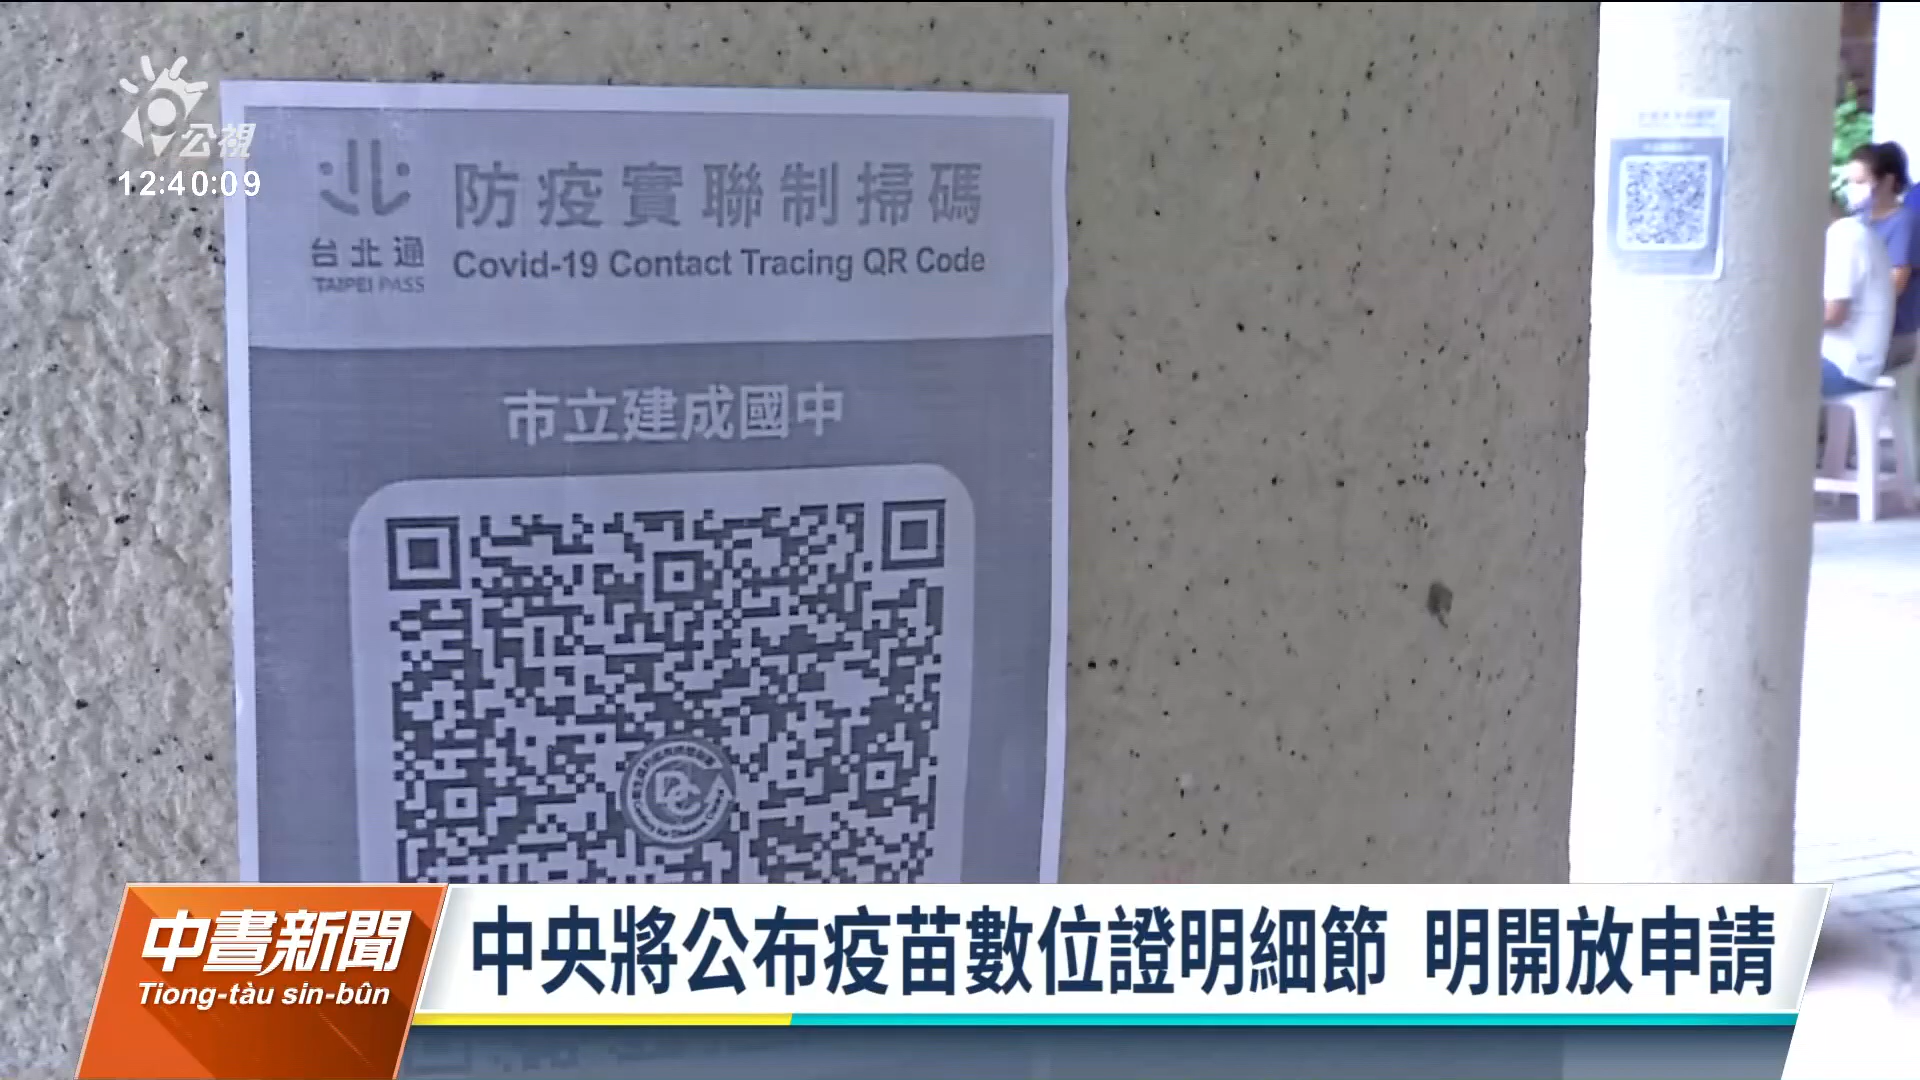 公視
12:40:09
台北通
TAIPEI PASS
防疫實聯制掃碼
Covid-19 Contact Tracing QR Code
市立建成國中
中晝新聞
Tiong-tàu sin-bûn
中央將公布疫苗數位證明細節 明開放申請